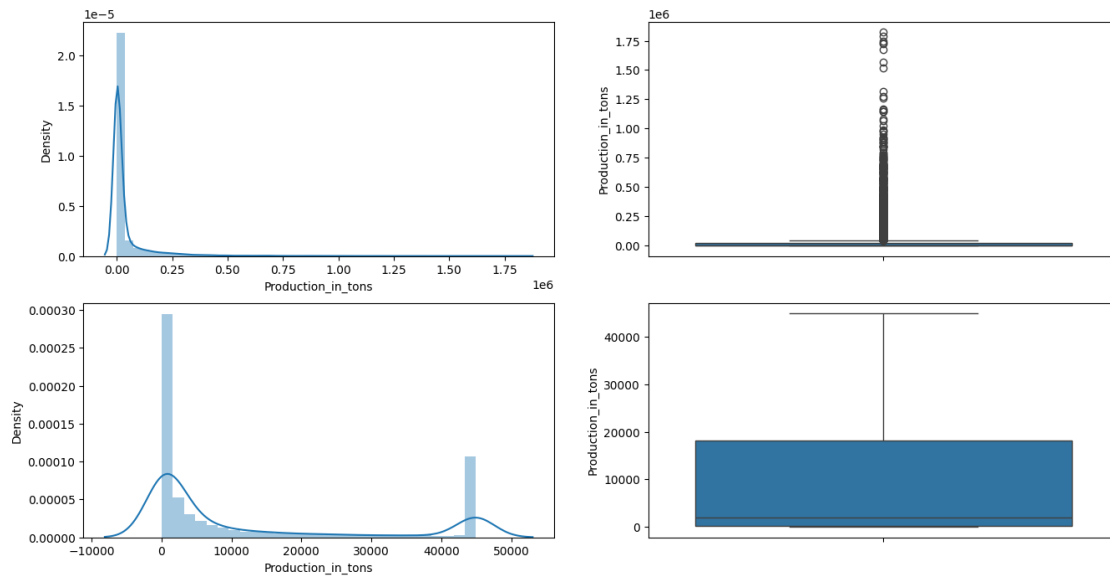 1e−5
2.0
1.5
1.0
0.5
0.0
Density
0.00 0.25 0.50 0.75 1.00 1.25 1.50 1.75
Production_in_tons
1e6
1e6
1.75
1.50
1.25
1.00
0.75
0.50
0.25
0.00
Production_in_tons
0.00030
0.00025
0.00020
0.00015
0.00010
0.00005
0.00000
Density
−10000 0 10000 20000 30000 40000 50000
Production_in_tons
40000
30000
20000
10000
0
Production_in_tons